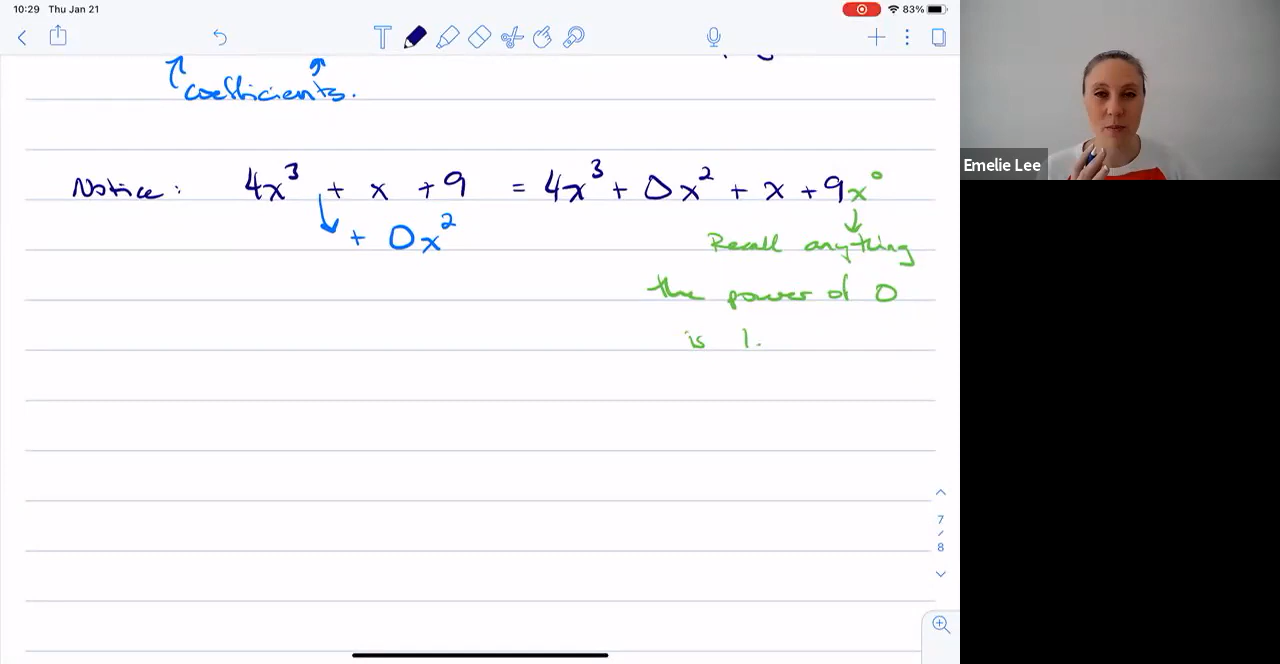 10:29 Thu Jan 21
83%
T
coefficients.
Notice: 4x³ + x + 9 = 4x³ + 0x² + x + 9x⁰
+ 0x²
Recall anything
the power of 0
is 1.
Emelie Lee
7
/
8